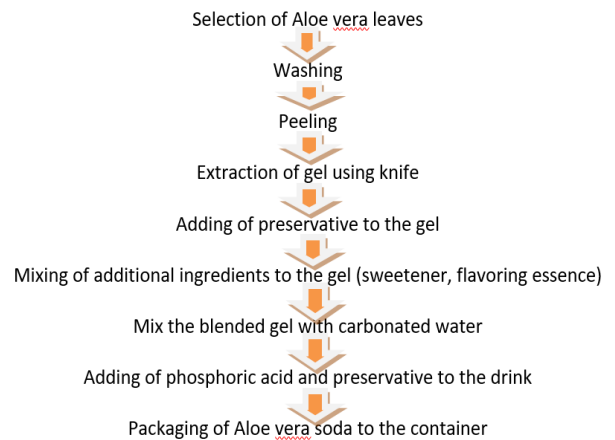 Selection of Aloe vera leaves
Washing
Peeling
Extraction of gel using knife
Adding of preservative to the gel
Mixing of additional ingredients to the gel (sweetener, flavoring essence)
Mix the blended gel with carbonated water
Adding of phosphoric acid and preservative to the drink
Packaging of Aloe vera soda to the container